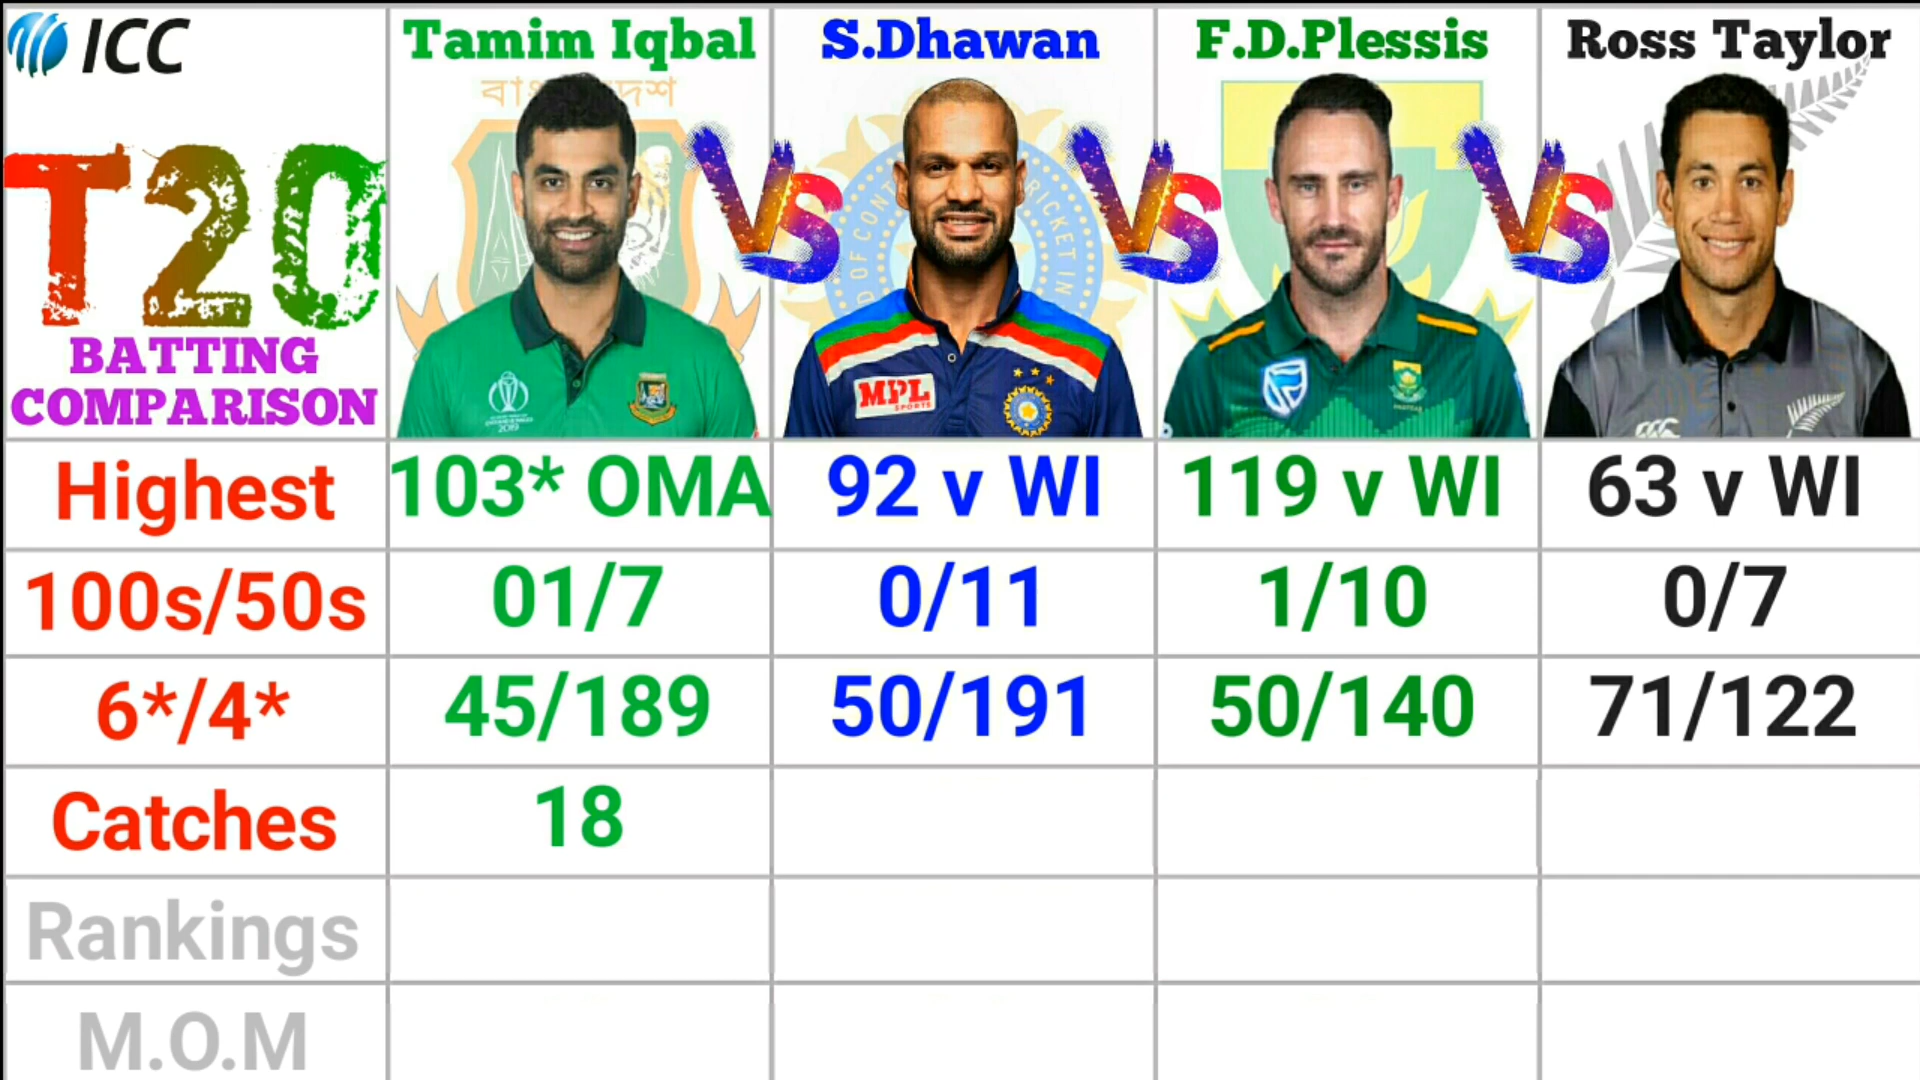 ICC
Tamim Iqbal
S.Dhawan
F.D.Plessis
Ross Taylor
T20
BATTING
COMPARISON
VS
VS
VS
MPL
SPORTS
2019
Highest
103* OMA
92 v WI
119 v WI
63 v WI
100s/50s
01/7
0/11
1/10
0/7
6*/4*
45/189
50/191
50/140
71/122
Catches
18
Rankings
M.O.M